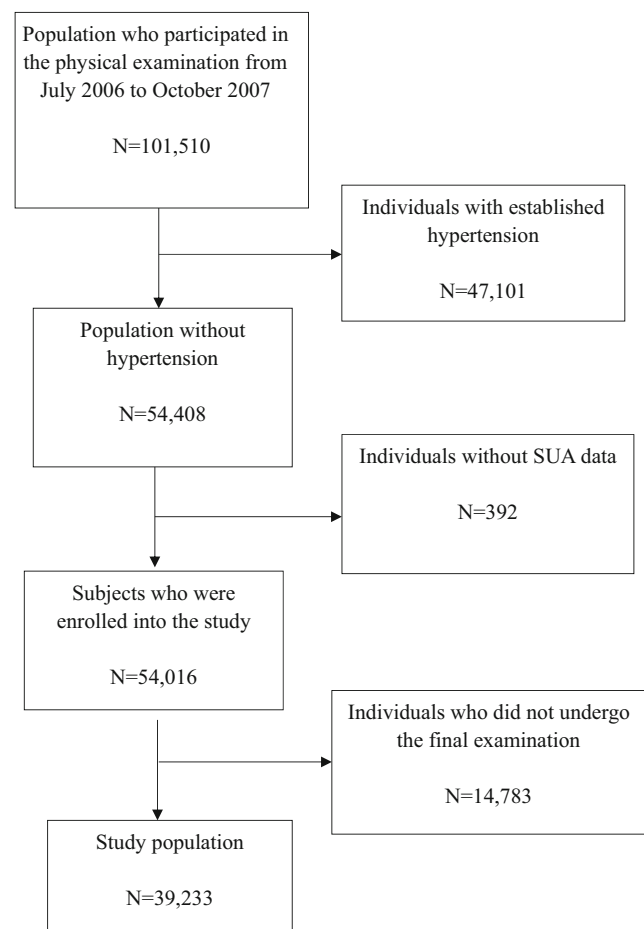 Population who participated in
the physical examination from
July 2006 to October 2007
N=101,510
Individuals with established
hypertension
N=47,101
Population without
hypertension
N=54,408
Individuals without SUA data
N=392
Subjects who were
enrolled into the study
N=54,016
Individuals who did not undergo
the final examination
N=14,783
Study population
N=39,233